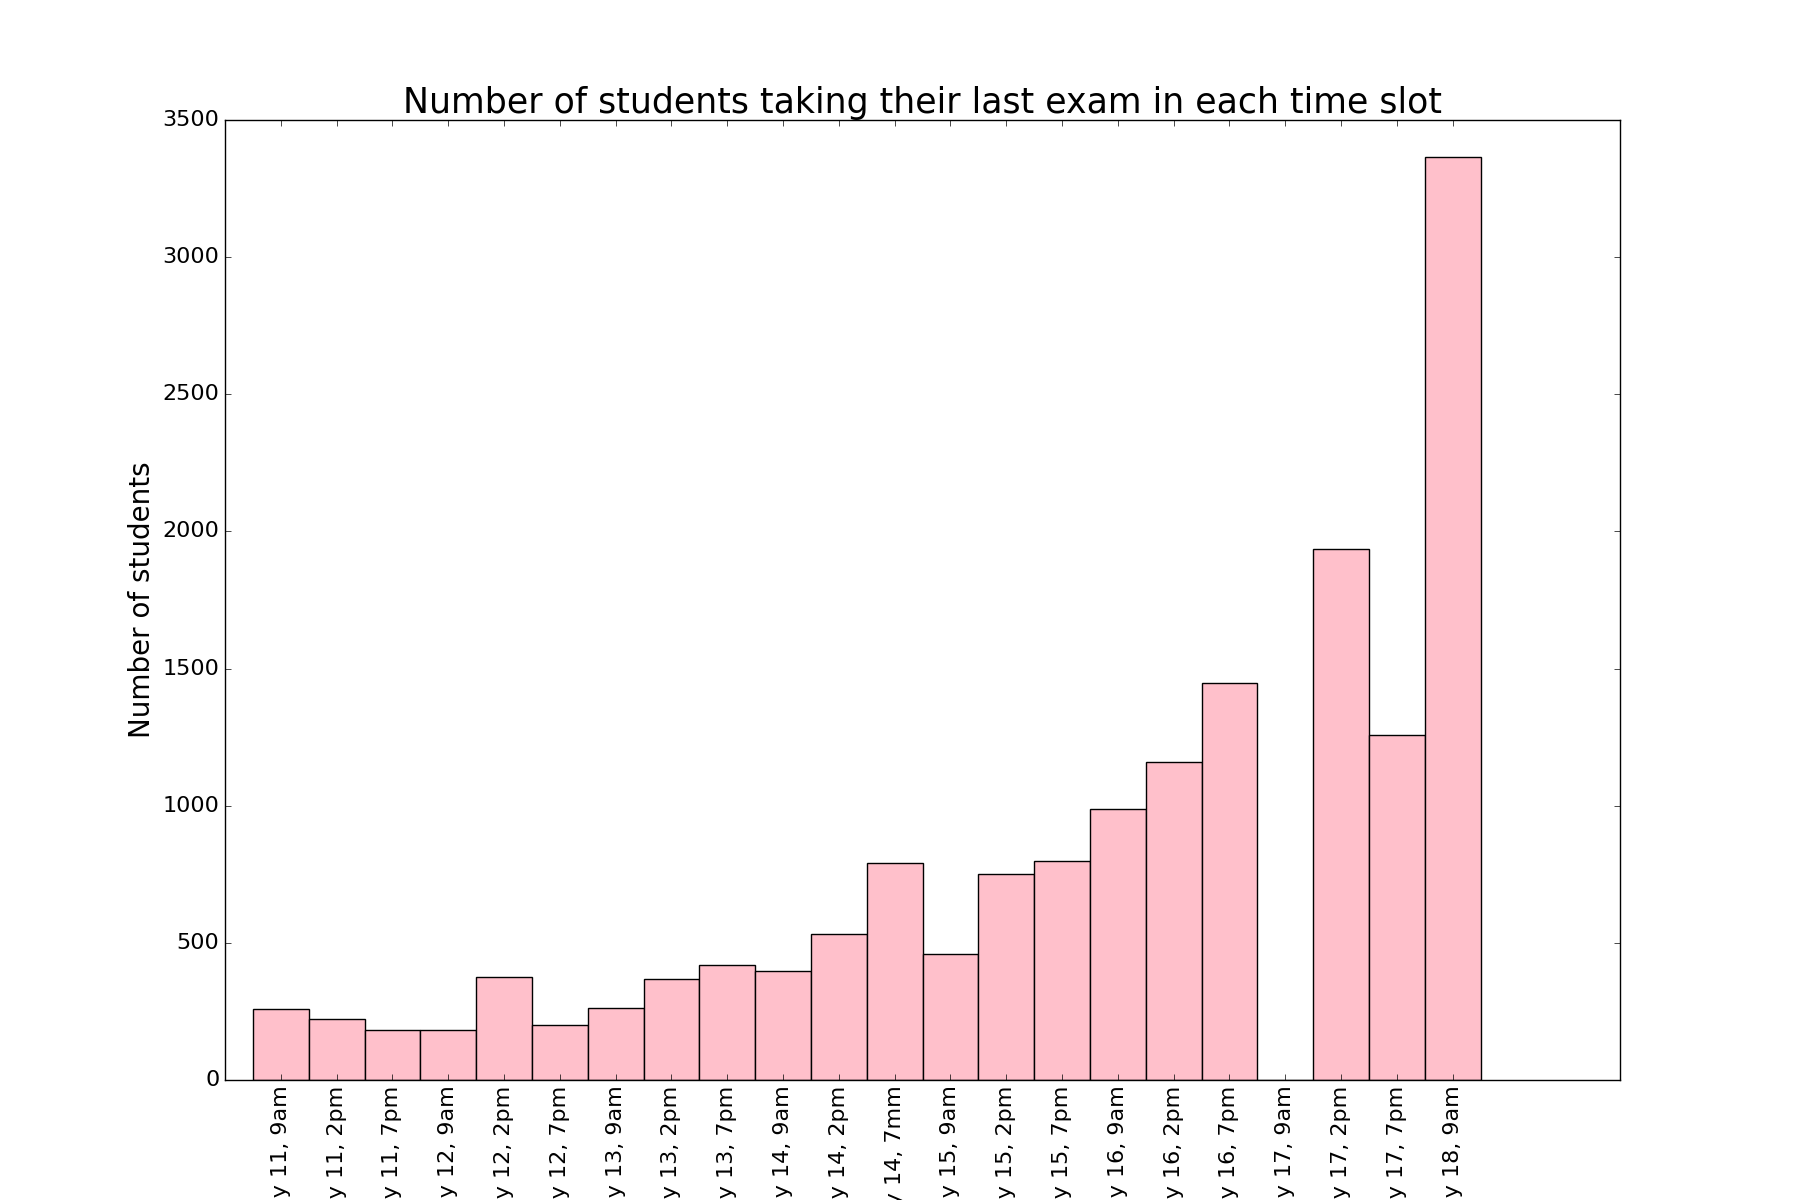 Number of students taking their last exam in each time slot
3500
3000
2500
2000
1500
1000
500
0
Number of students
y 11, 9am
y 11, 2pm
y 11, 7pm
y 12, 9am
y 12, 2pm
y 12, 7pm
y 13, 9am
y 13, 2pm
y 13, 7pm
y 14, 9am
y 14, 2pm
y 14, 7mm
y 15, 9am
y 15, 2pm
y 15, 7pm
y 16, 9am
y 16, 2pm
y 16, 7pm
y 17, 9am
y 17, 2pm
y 17, 7pm
y 18, 9am